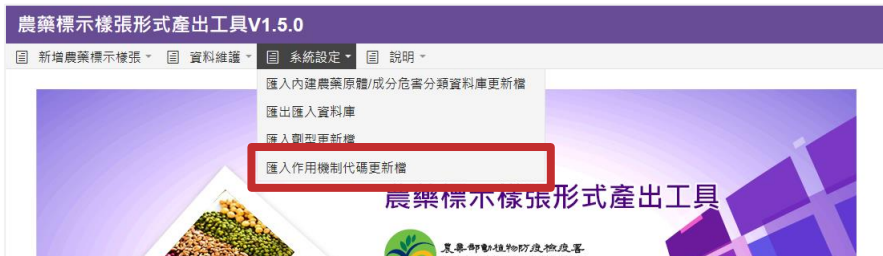 農藥標示樣張形式產出工具V1.5.0
新增農藥標示樣張 資料維護 系統設定 說明
匯入內建農藥原體/成分危害分類資料庫更新檔
匯出匯入資料庫
匯入劑型更新檔
匯入作用機制代碼更新檔
農藥標示樣張形式產出工具
農業部動植物防疫檢疫署